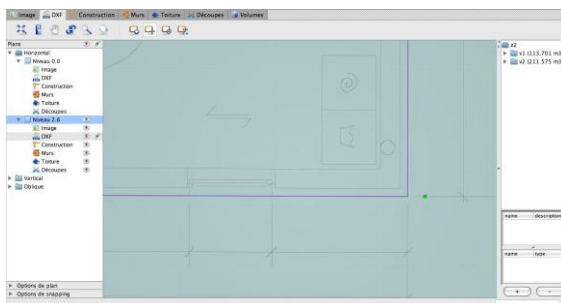 Image DXF Construction Murs Toiture Découpes Volumes
Plans
Horizontal
Niveau 0.0
Image
DXF
Construction
Murs
Toiture
Découpes
Niveau 2.6
Image
DXF
Construction
Murs
Toiture
Découpes
Vertical
Oblique
Options de plan
Options de snapping
z2
v1 (113.701 m3
v2 (211.575 m3
name description
name type
+ -